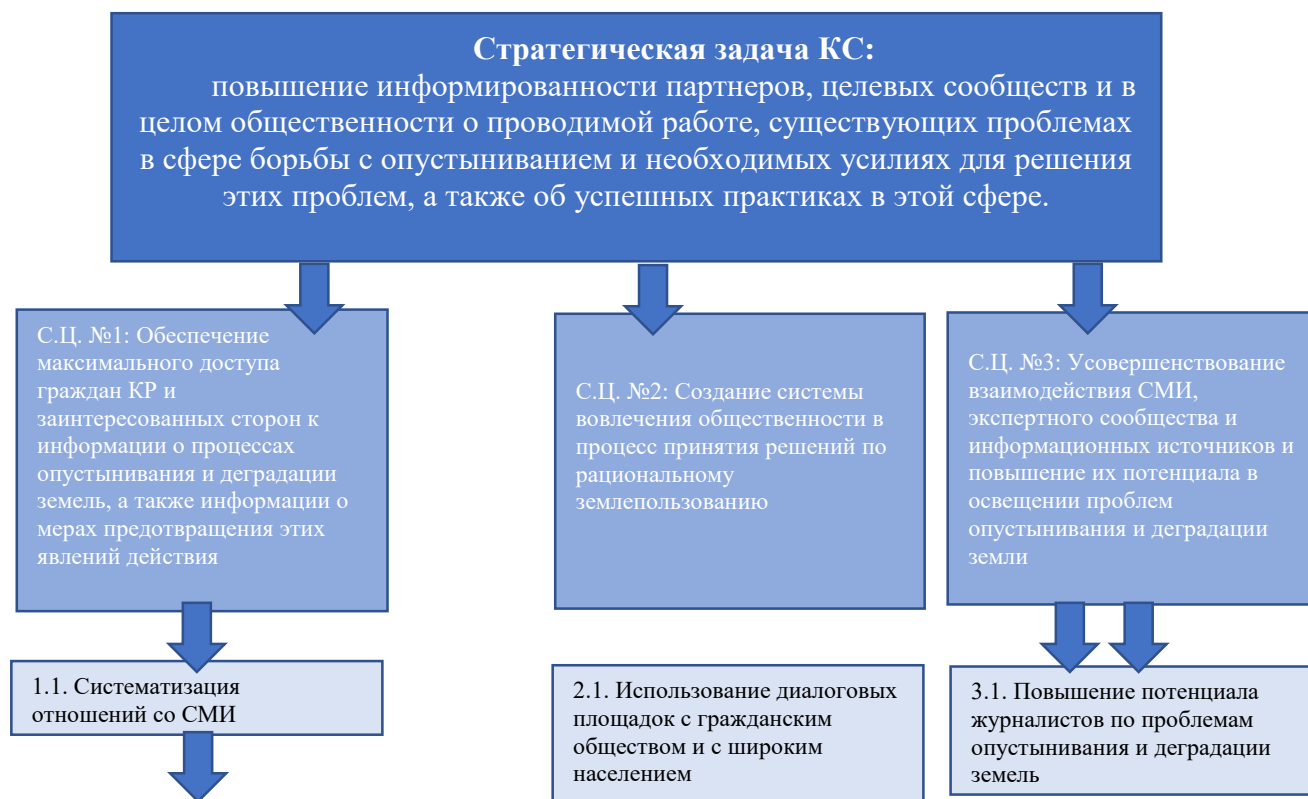 Стратегическая задача КС:
повышение информированности партнеров, целевых сообществ и в
целом общественности о проводимой работе, существующих проблемах
в сфере борьбы с опустыниванием и необходимых усилиях для решения
этих проблем, а также об успешных практиках в этой сфере.
С.Ц. №1: Обеспечение
максимального доступа
граждан КР и
заинтересованных сторон к
информации о процессах
опустынивания и деградации
земель, а также информации о
мерах предотвращения этих
явлений действия
С.Ц. №2: Создание системы
вовлечения общественности в
процесс принятия решений по
рациональному
землепользованию
С.Ц. №3: Усовершенствование
взаимодействия СМИ,
экспертного сообщества и
информационных источников и
повышение их потенциала в
освещении проблем
опустынивания и деградации
земли
1.1. Систематизация
отношений со СМИ
2.1. Использование диалоговых
площадок с гражданским
обществом и с широким
населением
3.1. Повышение потенциала
журналистов по проблемам
опустынивания и деградации
земель